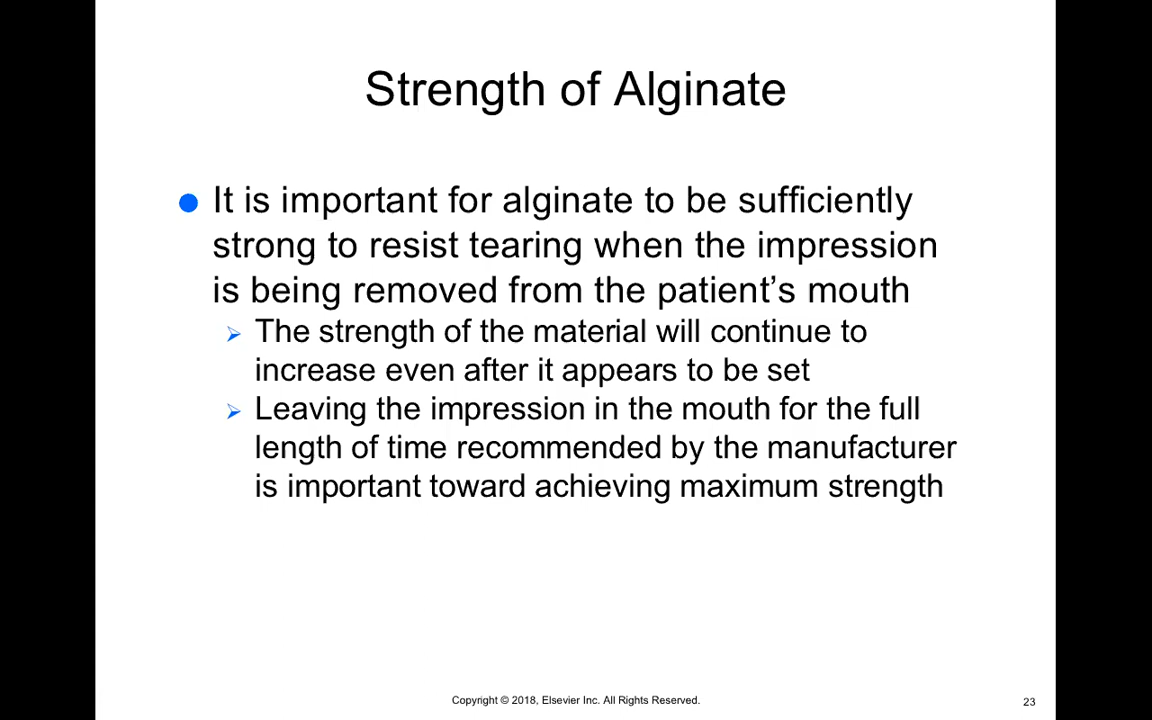 Strength of Alginate
● It is important for alginate to be sufficiently
strong to resist tearing when the impression
is being removed from the patient’s mouth
➢ The strength of the material will continue to
increase even after it appears to be set
➢ Leaving the impression in the mouth for the full
length of time recommended by the manufacturer
is important toward achieving maximum strength
Copyright © 2018, Elsevier Inc. All Rights Reserved.
23